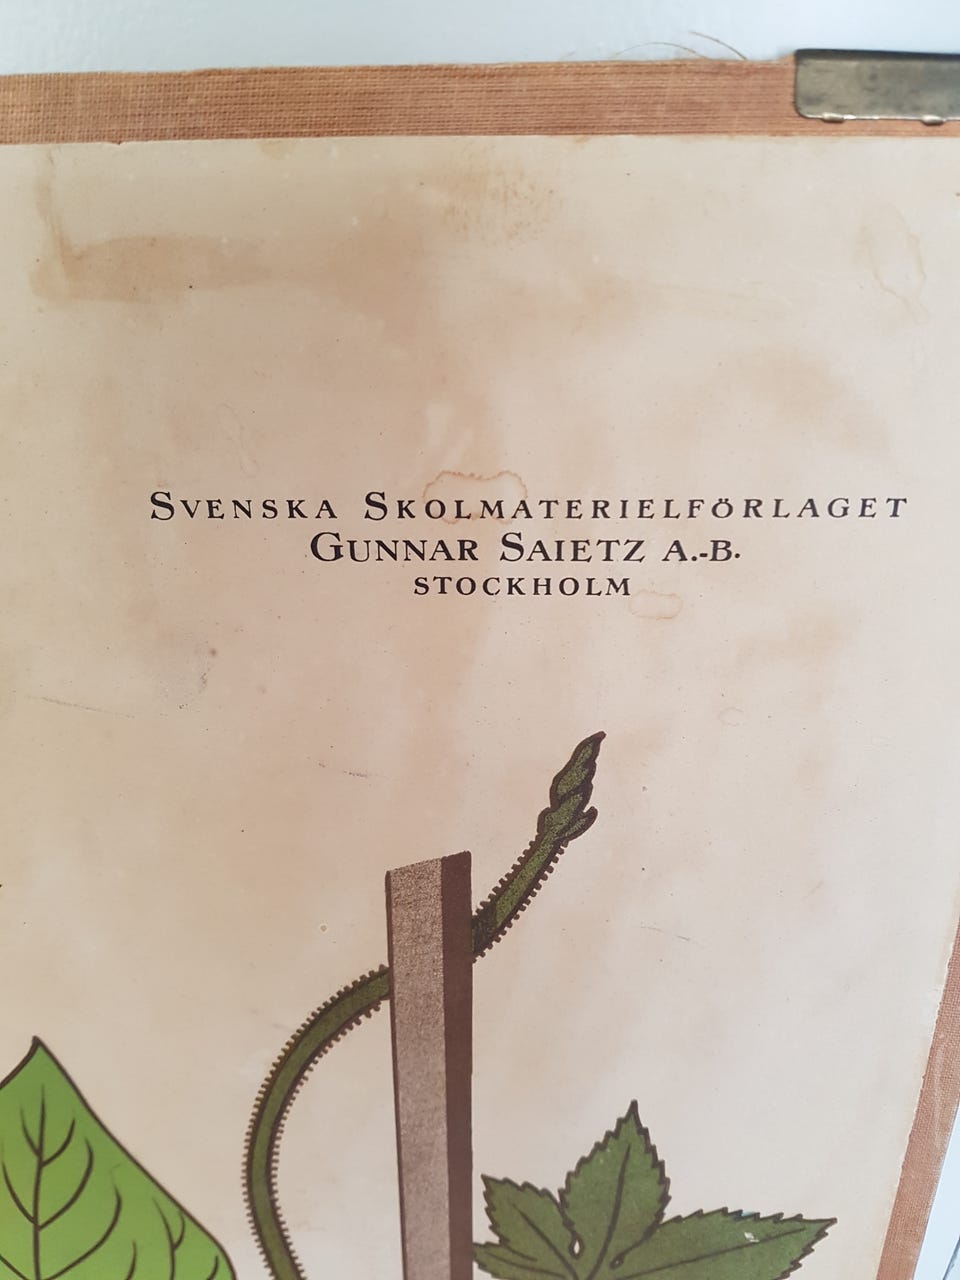 Svenska Skolmaterielförlaget
Gunnar Saietz A.-B.
STOCKHOLM